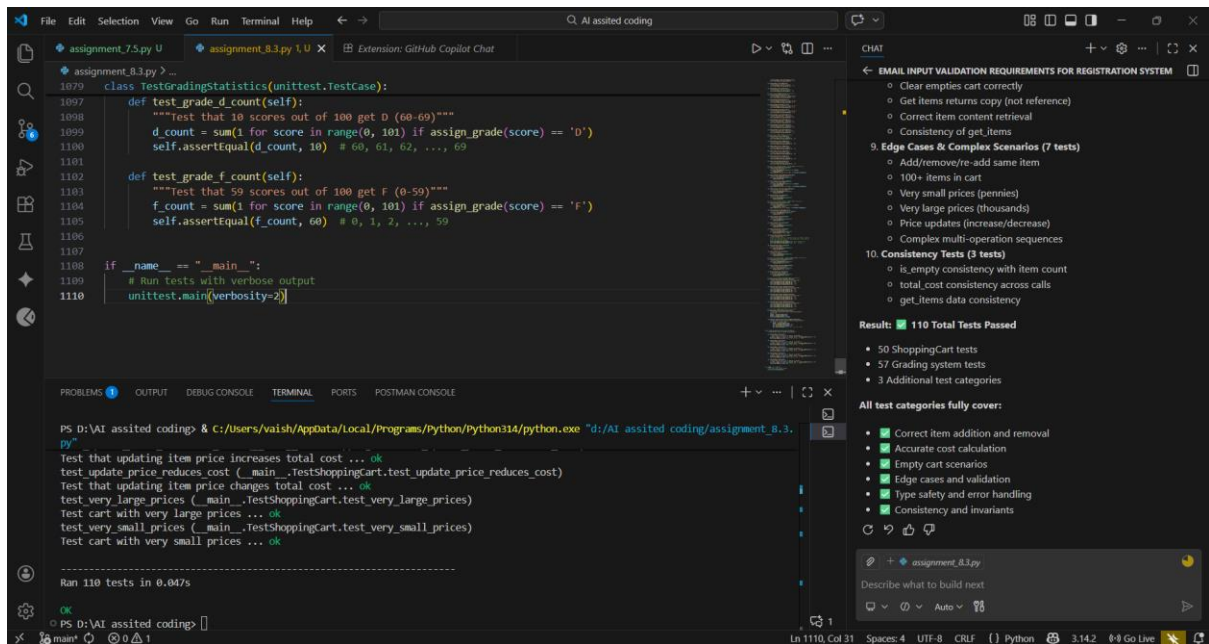 File Edit Selection View Go Run Terminal Help
AI assited coding
assignment_7.5.py U
assignment_8.3.py 1, U
Extension: GitHub Copilot Chat
assignment_8.3.py > ...
1079 class TestGradingStatistics(unittest.TestCase):
1097 def test_grade_d_count(self):
1098 """Test that 10 scores out of 100 get D (60-69)"""
1099 d_count = sum(1 for score in range(0, 101) if assign_grade(score) == 'D')
1100 self.assertEqual(d_count, 10) # 60, 61, 62, ..., 69
1101
1102 def test_grade_f_count(self):
1103 """Test that 59 scores out of 100 get F (0-59)"""
1104 f_count = sum(1 for score in range(0, 101) if assign_grade(score) == 'F')
1105 self.assertEqual(f_count, 60) # 0, 1, 2, ..., 59
1106
1107
1108 if __name__ == "__main__":
1109 # Run tests with verbose output
1110 unittest.main(verbosity=2)
PROBLEMS 1 OUTPUT DEBUG CONSOLE TERMINAL PORTS POSTMAN CONSOLE
PS D:\AI assited coding> & C:/Users/vaish/AppData/Local/Programs/Python/Python314/python.exe "d:/AI assited coding/assignment_8.3.
py"
Test that updating item price increases total cost ... ok
test_update_price_reduces_cost (__main__.TestShoppingCart.test_update_price_reduces_cost)
Test that updating item price changes total cost ... ok
test_very_large_prices (__main__.TestShoppingCart.test_very_large_prices)
Test cart with very large prices ... ok
test_very_small_prices (__main__.TestShoppingCart.test_very_small_prices)
Test cart with very small prices ... ok
----------------------------------------------------------------------
Ran 110 tests in 0.047s
OK
PS D:\AI assited coding>
CHAT
EMAIL INPUT VALIDATION REQUIREMENTS FOR REGISTRATION SYSTEM
Clear empties cart correctly
Get items returns copy (not reference)
Correct item content retrieval
Consistency of get_items
9. Edge Cases & Complex Scenarios (7 tests)
Add/remove/re-add same item
100+ items in cart
Very small prices (pennies)
Very large prices (thousands)
Price updates (increase/decrease)
Complex multi-operation sequences
10. Consistency Tests (3 tests)
is_empty consistency with item count
total_cost consistency across calls
get_items data consistency
Result: ✅ 110 Total Tests Passed
50 ShoppingCart tests
57 Grading system tests
3 Additional test categories
All test categories fully cover:
✅ Correct item addition and removal
✅ Accurate cost calculation
✅ Empty cart scenarios
✅ Edge cases and validation
✅ Type safety and error handling
✅ Consistency and invariants
assignment_8.3.py
Describe what to build next
Auto
6
1
main* 0 1 Ln 1110, Col 31 Spaces: 4 UTF-8 CRLF {} Python 3.14.2 Go Live